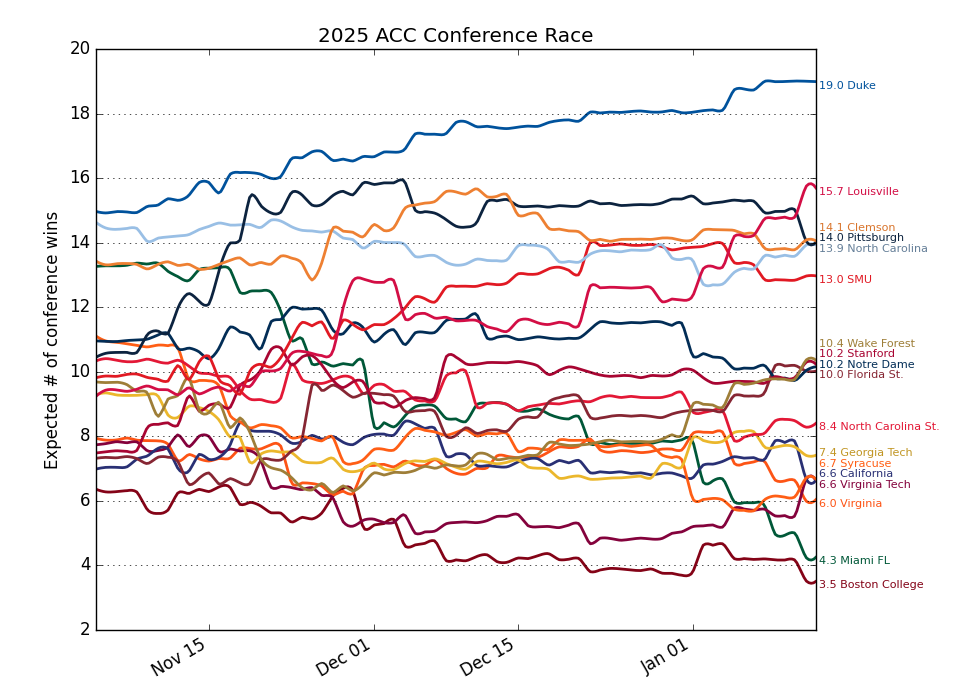 2025 ACC Conference Race
Expected # of conference wins
20
18
16
14
12
10
8
6
4
2
Nov 15
Dec 01
Dec 15
Jan 01
19.0 Duke
15.7 Louisville
14.1 Clemson
14.0 Pittsburgh
13.9 North Carolina
13.0 SMU
10.4 Wake Forest
10.2 Stanford
10.2 Notre Dame
10.0 Florida St.
8.4 North Carolina St.
7.4 Georgia Tech
6.7 Syracuse
6.6 California
6.6 Virginia Tech
6.0 Virginia
4.3 Miami FL
3.5 Boston College